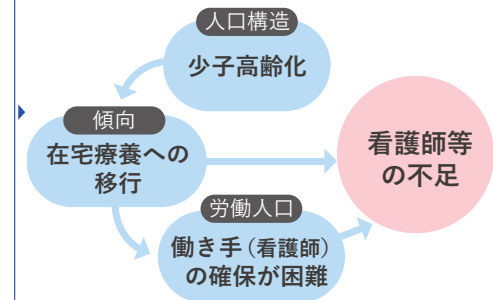 人口構造
少子高齢化
傾向
在宅療養への
移行
労働人口
働き手（看護師）
の確保が困難
看護師等
の不足